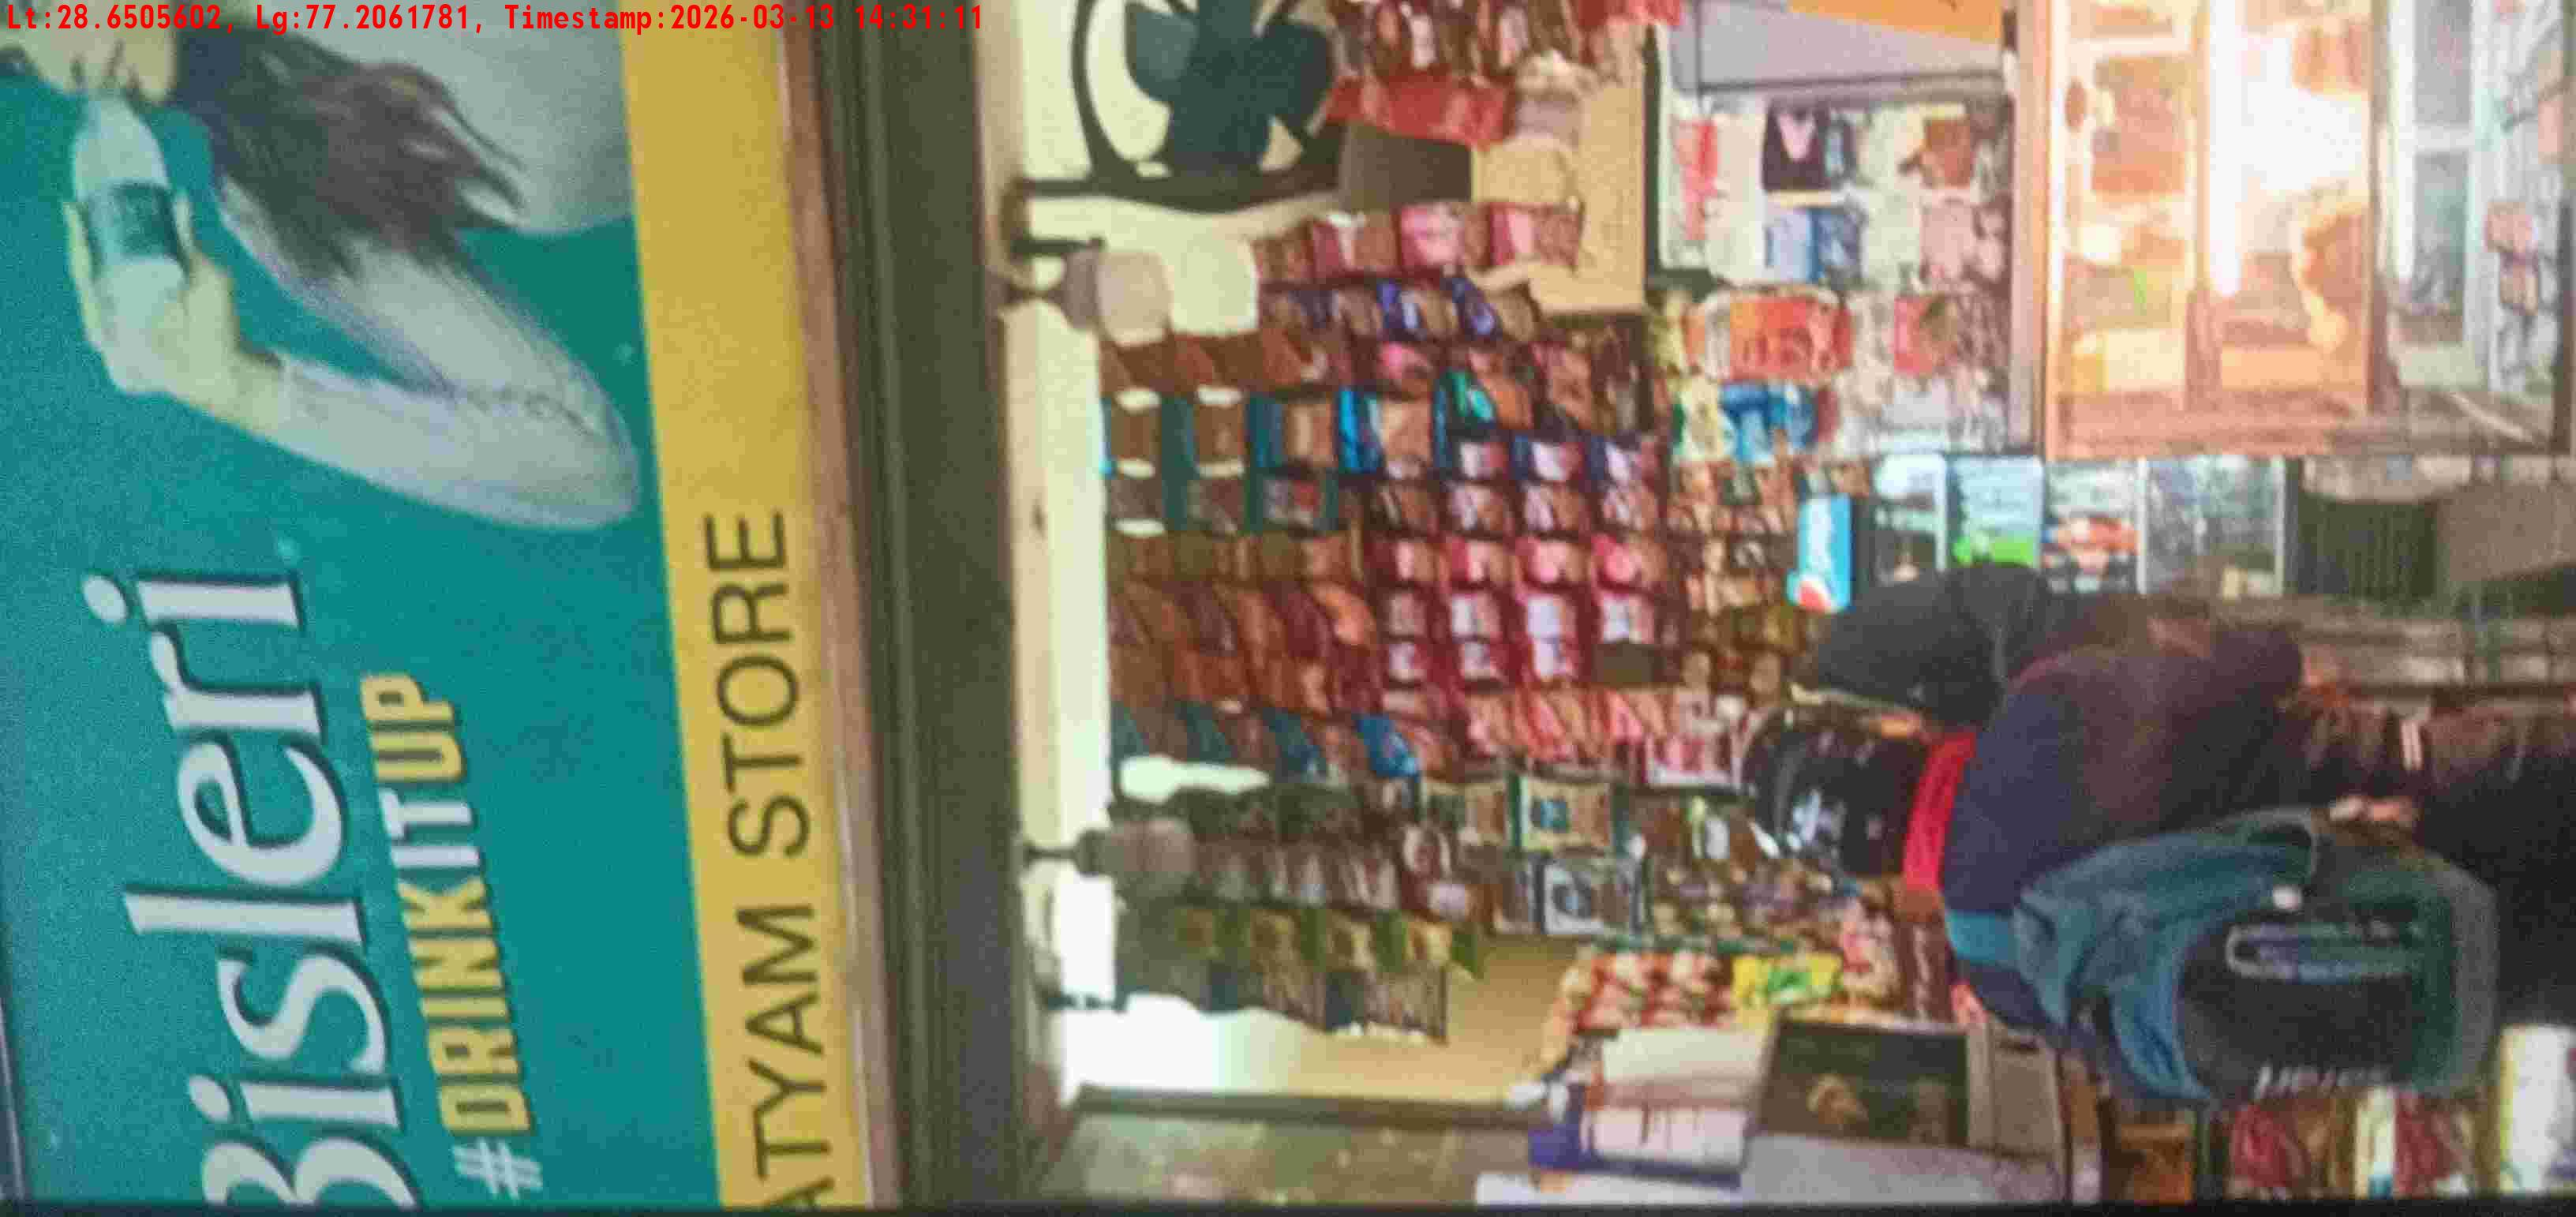 Lt:28.6505602, Lg:77.2061781, Timestamp:2026-03-13 14:31:11
Bisleri
#DRINKITUP
ATYAM STORE